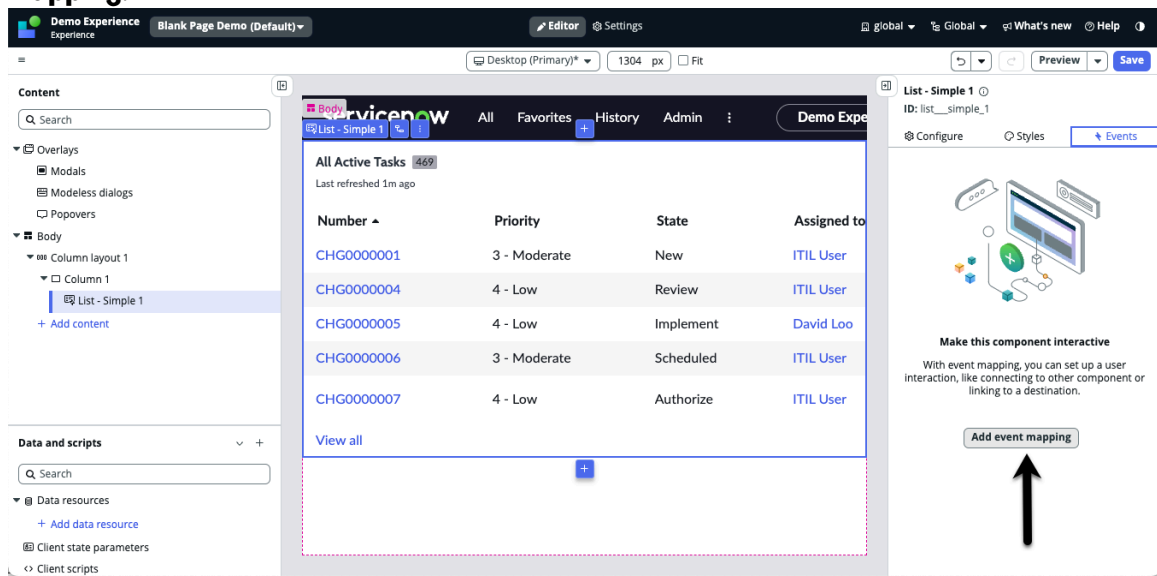 Demo Experience
Experience
Blank Page Demo (Default)
Editor
Settings
global
Global
What's new
Help
Desktop (Primary)*
1304 px
Fit
Preview
Save
Content
Search
Overlays
Modals
Modeless dialogs
Popovers
Body
Column layout 1
Column 1
List - Simple 1
+ Add content
Data and scripts
Search
Data resources
+ Add data resource
Client state parameters
Client scripts
Body
servicenow
All Favorites History Admin
Demo Expe
List - Simple 1
All Active Tasks 469
Last refreshed 1m ago
Number Priority State Assigned to
CHG0000001 3 - Moderate New ITIL User
CHG0000004 4 - Low Review ITIL User
CHG0000005 4 - Low Implement David Loo
CHG0000006 3 - Moderate Scheduled ITIL User
CHG0000007 4 - Low Authorize ITIL User
View all
List - Simple 1
ID: list__simple_1
Configure
Styles
Events
Make this component interactive
With event mapping, you can set up a user
interaction, like connecting to other component or
linking to a destination.
Add event mapping